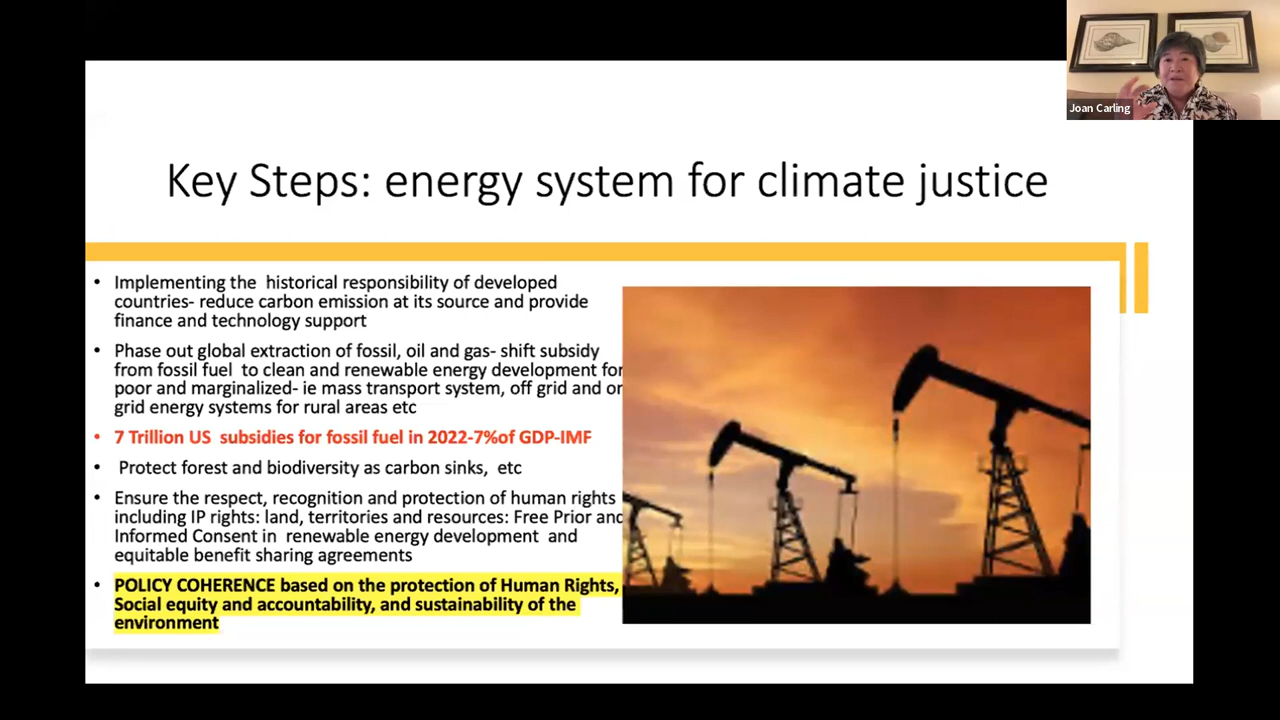 Joan Carling
Key Steps: energy system for climate justice
• Implementing the historical responsibility of developed
countries- reduce carbon emission at its source and provide
finance and technology support
• Phase out global extraction of fossil, oil and gas- shift subsidy
from fossil fuel to clean and renewable energy development for
poor and marginalized- ie mass transport system, off grid and on
grid energy systems for rural areas etc
• 7 Trillion US subsidies for fossil fuel in 2022-7%of GDP-IMF
• Protect forest and biodiversity as carbon sinks, etc
• Ensure the respect, recognition and protection of human rights
including IP rights: land, territories and resources: Free Prior and
Informed Consent in renewable energy development and
equitable benefit sharing agreements
• POLICY COHERENCE based on the protection of Human Rights,
Social equity and accountability, and sustainability of the
environment